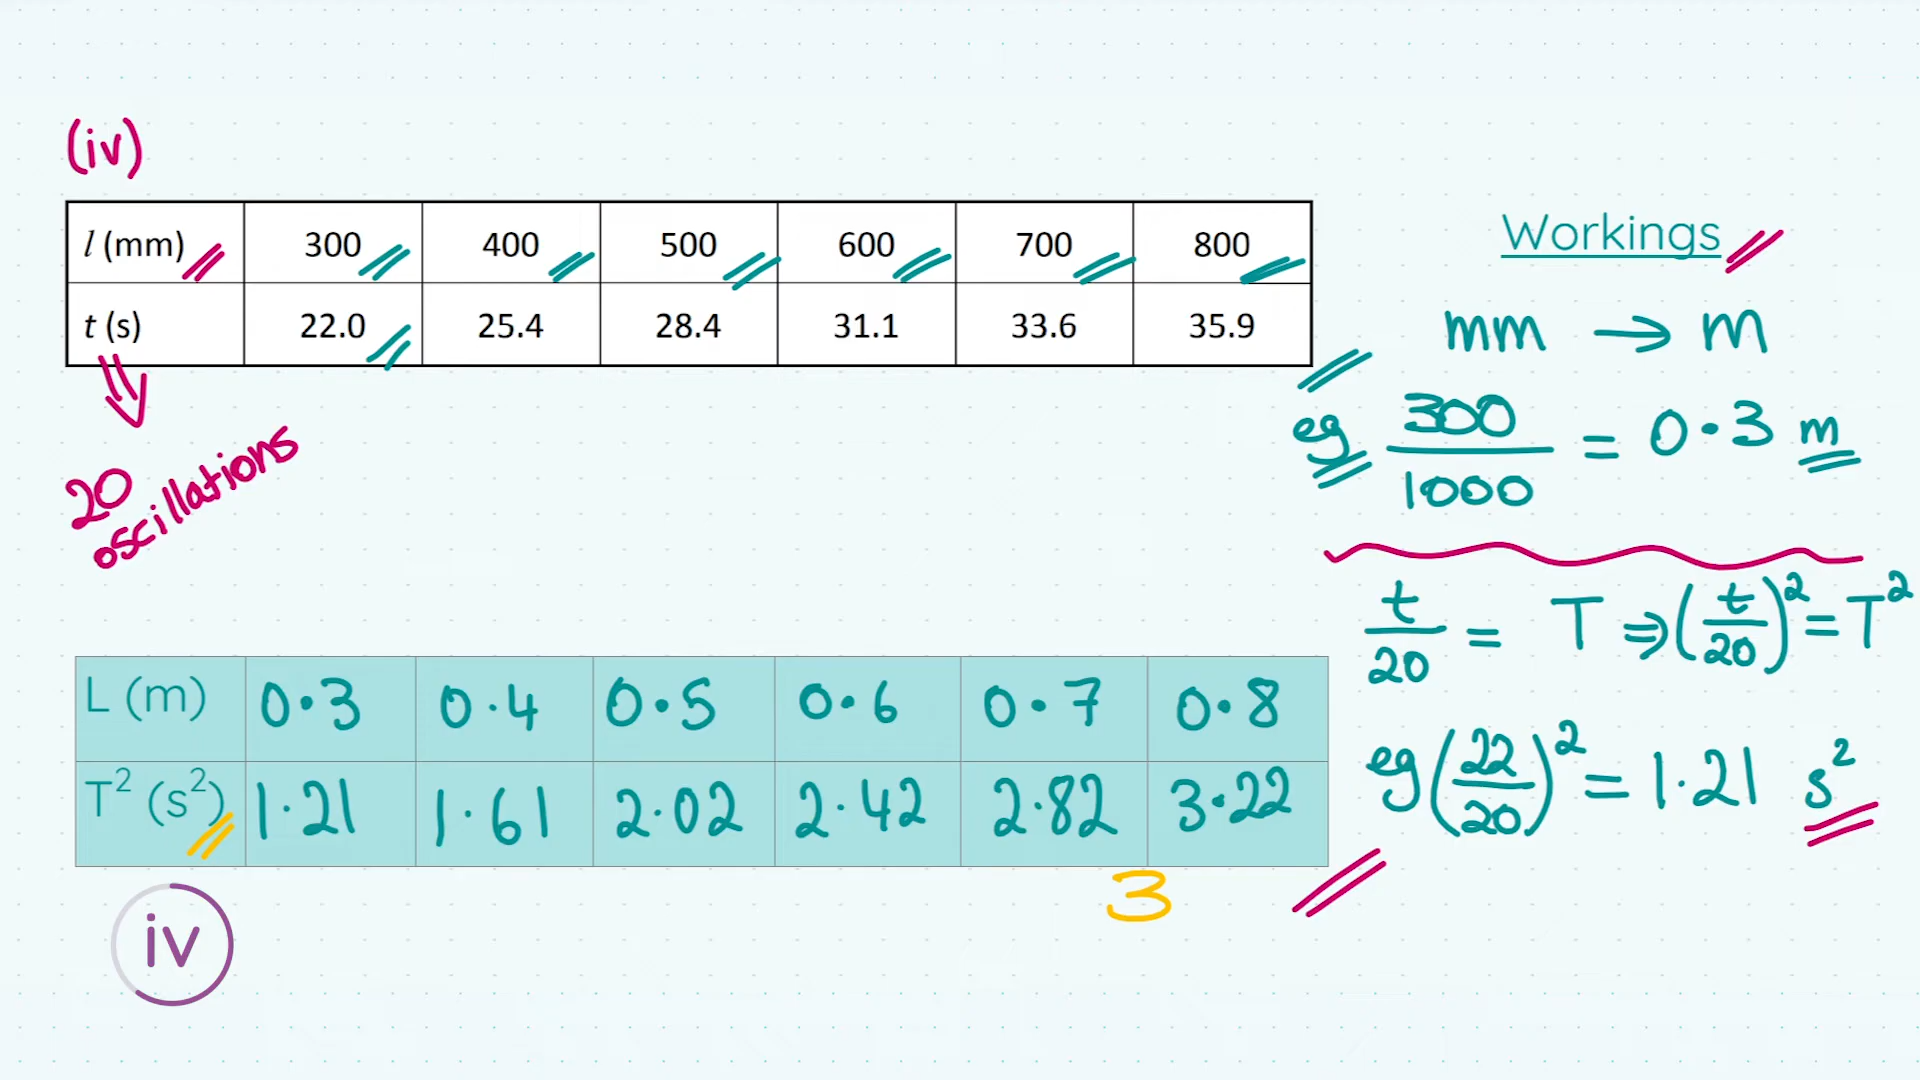 (iv)
l (mm) 300 400 500 600 700 800
t (s) 22.0 25.4 28.4 31.1 33.6 35.9
20
oscillations
Workings
mm → m
eg 300/1000 = 0.3 m
t/20 = T ⇒ (t/20)² = T²
eg (22/20)² = 1.21 s²
L (m) 0.3 0.4 0.5 0.6 0.7 0.8
T² (s²) 1.21 1.61 2.02 2.42 2.82 3.22
3
iv